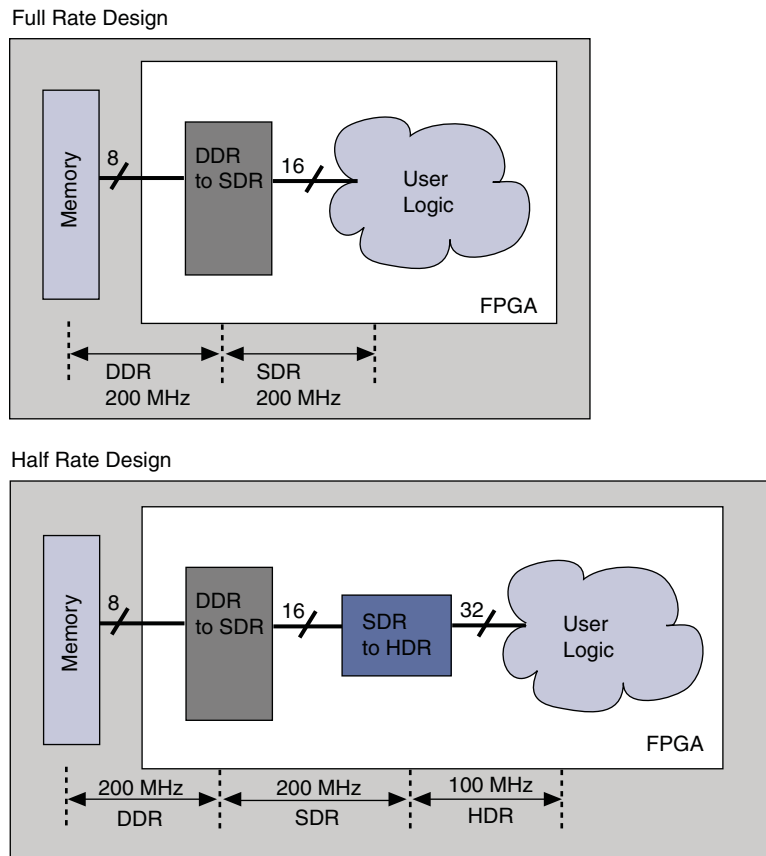 Full Rate Design
Memory
8
DDR
to SDR
16
User
Logic
FPGA
DDR
200 MHz
SDR
200 MHz
Half Rate Design
Memory
8
DDR
to SDR
16
SDR
to HDR
32
User
Logic
FPGA
200 MHz
DDR
200 MHz
SDR
100 MHz
HDR